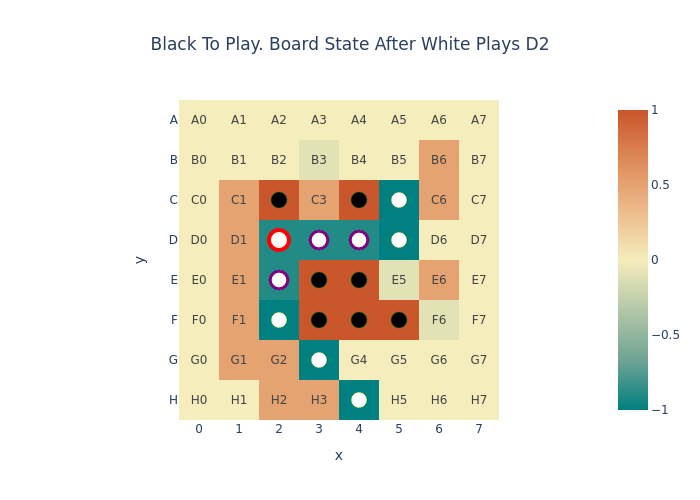 Black To Play. Board State After White Plays D2
A A0 A1 A2 A3 A4 A5 A6 A7
B B0 B1 B2 B3 B4 B5 B6 B7
C C0 C1 C3 C6 C7
D D0 D1 D6 D7
E E0 E1 E5 E6 E7
F F0 F1 F6 F7
G G0 G1 G2 G4 G5 G6 G7
H H0 H1 H2 H3 H5 H6 H7
0 1 2 3 4 5 6 7
x
y
1
0.5
0
−0.5
−1